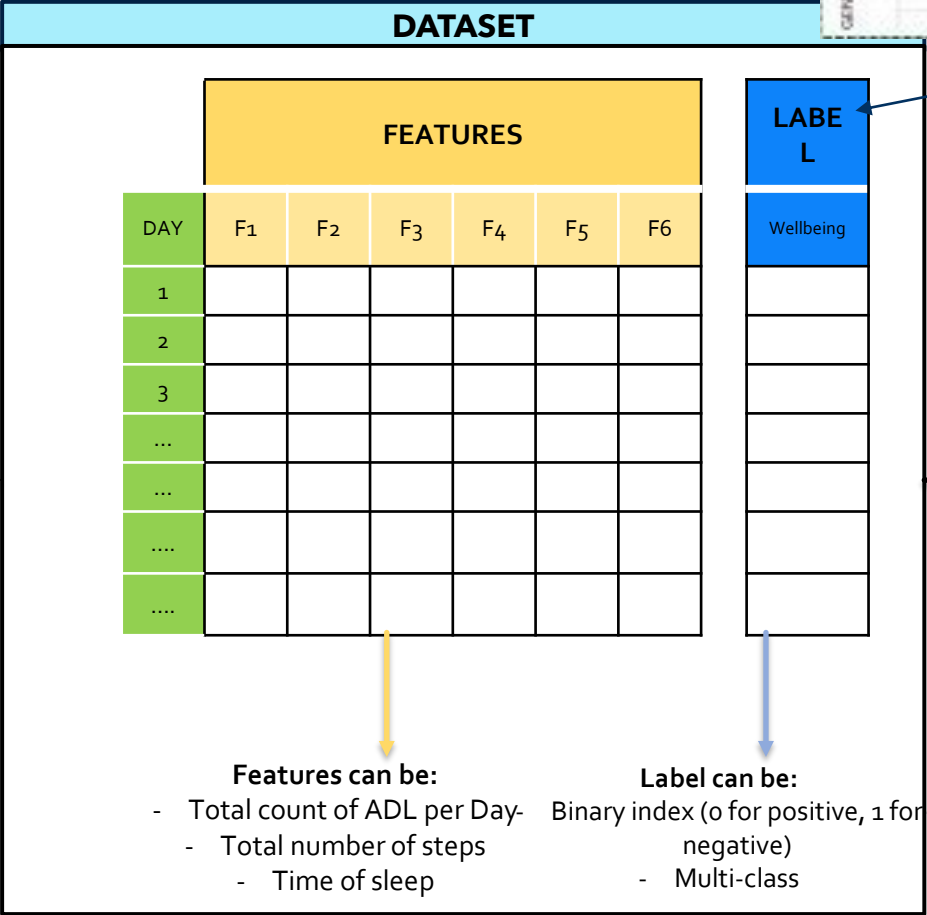 GEN
DATASET
FEATURES
LABE
L
DAY F1 F2 F3 F4 F5 F6 Wellbeing
1
2
3
...
...
....
....
Features can be:
- Total count of ADL per Day
- Total number of steps
- Time of sleep
Label can be:
- Binary index (0 for positive, 1 for
negative)
- Multi-class